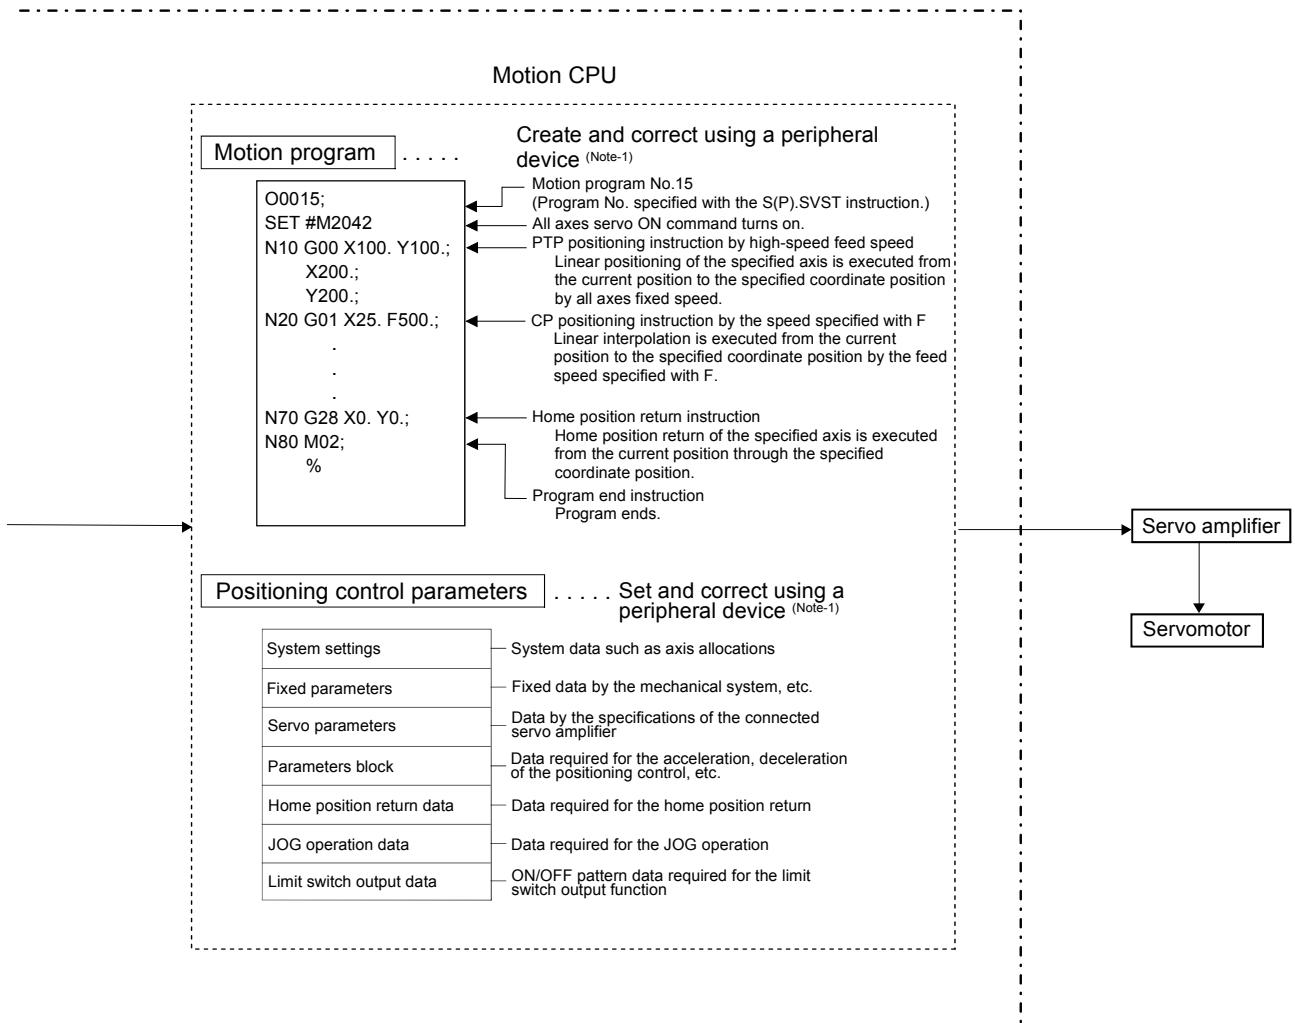 Motion CPU
Motion program . . . . .
Create and correct using a peripheral
device (Note-1)
O0015;
SET #M2042
N10 G00 X100. Y100.;
X200.;
Y200.;
N20 G01 X25. F500.;
.
.
.
N70 G28 X0. Y0.;
N80 M02;
%
Motion program No.15
(Program No. specified with the S(P).SVST instruction.)
All axes servo ON command turns on.
PTP positioning instruction by high-speed feed speed
Linear positioning of the specified axis is executed from
the current position to the specified coordinate position
by all axes fixed speed.
CP positioning instruction by the speed specified with F
Linear interpolation is executed from the current
position to the specified coordinate position by the feed
speed specified with F.
Home position return instruction
Home position return of the specified axis is executed
from the current position through the specified
coordinate position.
Program end instruction
Program ends.
Servo amplifier
Servomotor
Positioning control parameters . . . . . Set and correct using a
peripheral device (Note-1)
System settings
System data such as axis allocations
Fixed parameters
Fixed data by the mechanical system, etc.
Servo parameters
Data by the specifications of the connected
servo amplifier
Parameters block
Data required for the acceleration, deceleration
of the positioning control, etc.
Home position return data
Data required for the home position return
JOG operation data
Data required for the JOG operation
Limit switch output data
ON/OFF pattern data required for the limit
switch output function